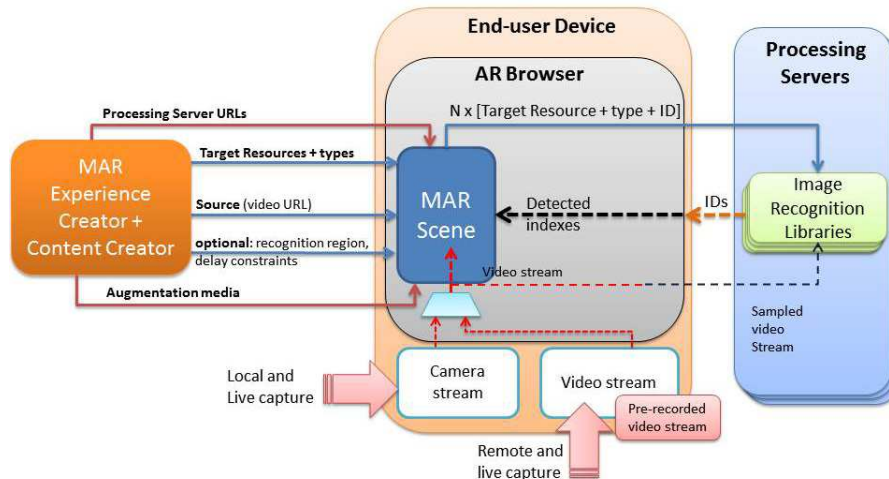 End-user Device
AR Browser
Processing
Servers
Processing Server URLs
N x [Target Resource + type + ID]
Target Resources + types
MAR
Experience
Creator +
Content Creator
MAR
Scene
Source (video URL)
Detected
indexes
IDs
Image
Recognition
Libraries
optional: recognition region,
delay constraints
Video stream
Augmentation media
Sampled
video
Stream
Local and
Live capture
Camera
stream
Video stream
Pre-recorded
video stream
Remote and
live capture